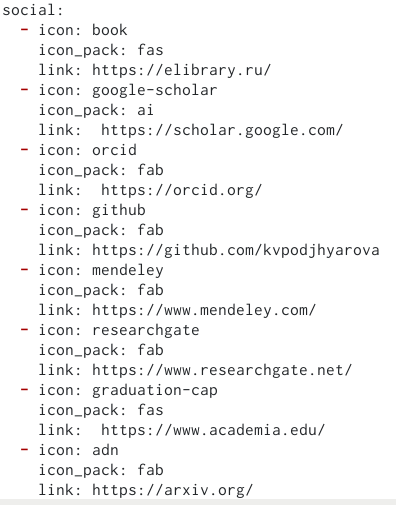 social:
  - icon: book
    icon_pack: fas
    link: https://elibrary.ru/
  - icon: google-scholar
    icon_pack: ai
    link:  https://scholar.google.com/
  - icon: orcid
    icon_pack: fab
    link:  https://orcid.org/
  - icon: github
    icon_pack: fab
    link: https://github.com/kvpodjhyarova
  - icon: mendeley
    icon_pack: fab
    link: https://www.mendeley.com/
  - icon: researchgate
    icon_pack: fab
    link: https://www.researchgate.net/
  - icon: graduation-cap
    icon_pack: fas
    link:  https://www.academia.edu/
  - icon: adn
    icon_pack: fab
    link: https://arxiv.org/